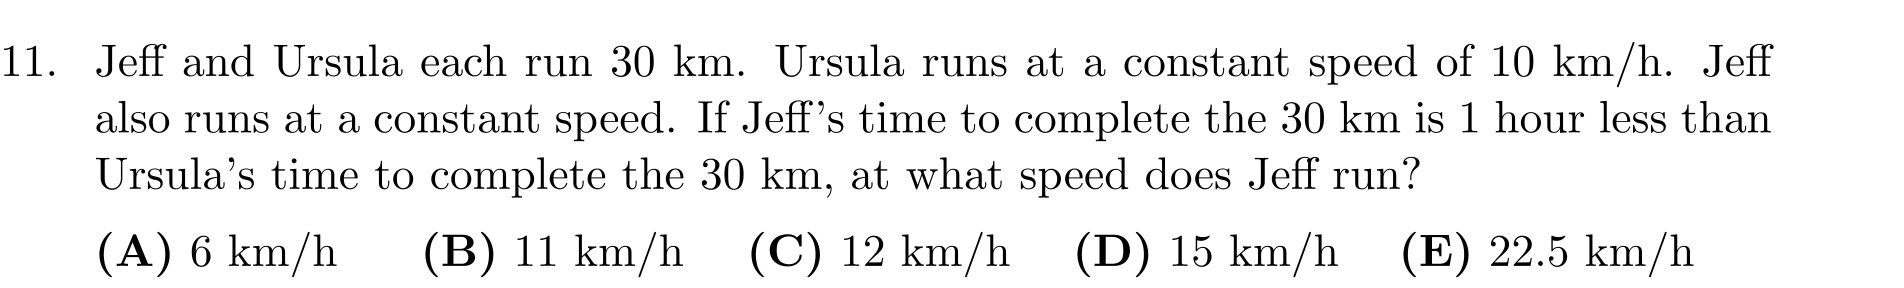 11. Jeff and Ursula each run 30 km. Ursula runs at a constant speed of 10 km/h. Jeff
also runs at a constant speed. If Jeff's time to complete the 30 km is 1 hour less than
Ursula's time to complete the 30 km, at what speed does Jeff run?
(A) 6 km/h (B) 11 km/h (C) 12 km/h (D) 15 km/h (E) 22.5 km/h